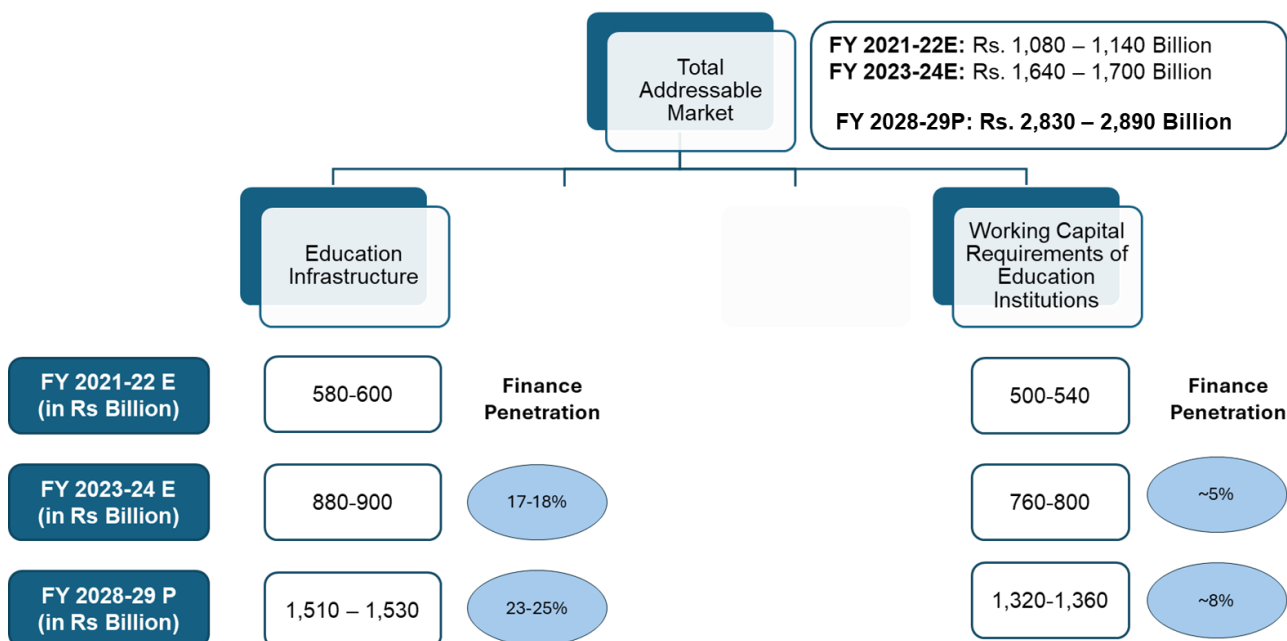 Total
Addressable
Market
FY 2021-22E: Rs. 1,080 – 1,140 Billion
FY 2023-24E: Rs. 1,640 – 1,700 Billion
FY 2028-29P: Rs. 2,830 – 2,890 Billion
Education
Infrastructure
Working Capital
Requirements of
Education
Institutions
FY 2021-22 E
(in Rs Billion)
580-600
Finance
Penetration
500-540
Finance
Penetration
FY 2023-24 E
(in Rs Billion)
880-900
17-18%
760-800
~5%
FY 2028-29 P
(in Rs Billion)
1,510 – 1,530
23-25%
1,320-1,360
~8%